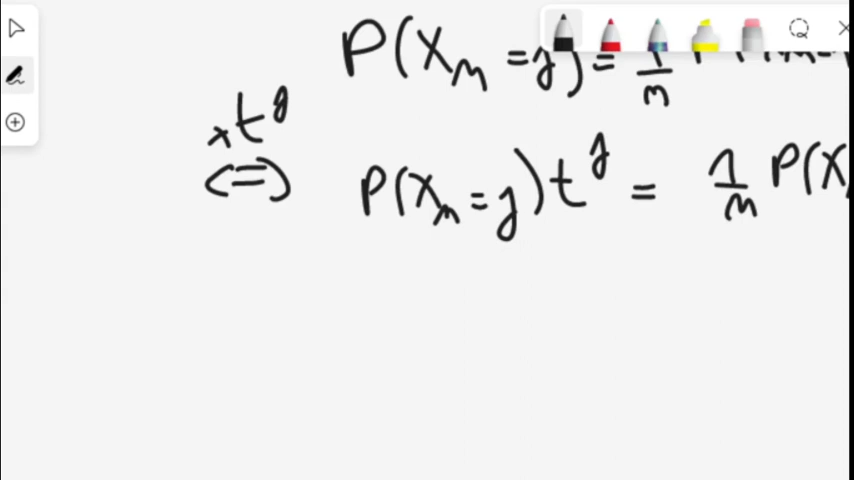 P(X_m = j) = 1/m
x t^j
<=> P(X_m = j) t^j = 1/m P(X